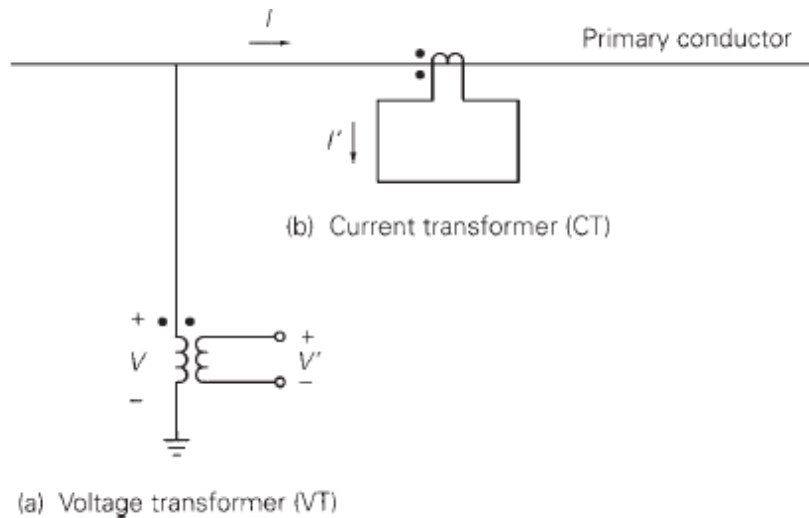 I
Primary conductor
I'
(b) Current transformer (CT)
+
+
V
V'
–
–
(a) Voltage transformer (VT)